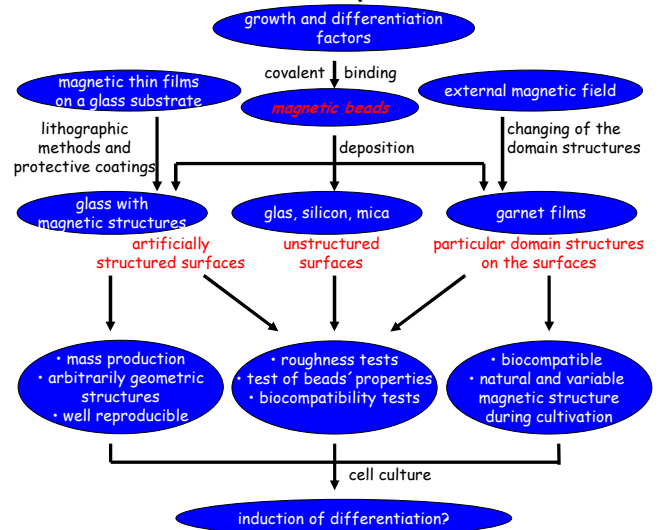 growth and differentiation
factors
covalent binding
magnetic thin films
on a glass substrate
magnetic beads
external magnetic field
lithographic
methods and
protective coatings
deposition
changing of the
domain structures
glass with
magnetic structures
glas, silicon, mica
garnet films
artificially
structured surfaces
unstructured
surfaces
particular domain structures
on the surfaces
• mass production
• arbitrarily geometric
structures
• well reproducible
• roughness tests
• test of beads´properties
• biocompatibility tests
• biocompatible
• natural and variable
magnetic structure
during cultivation
cell culture
induction of differentiation?